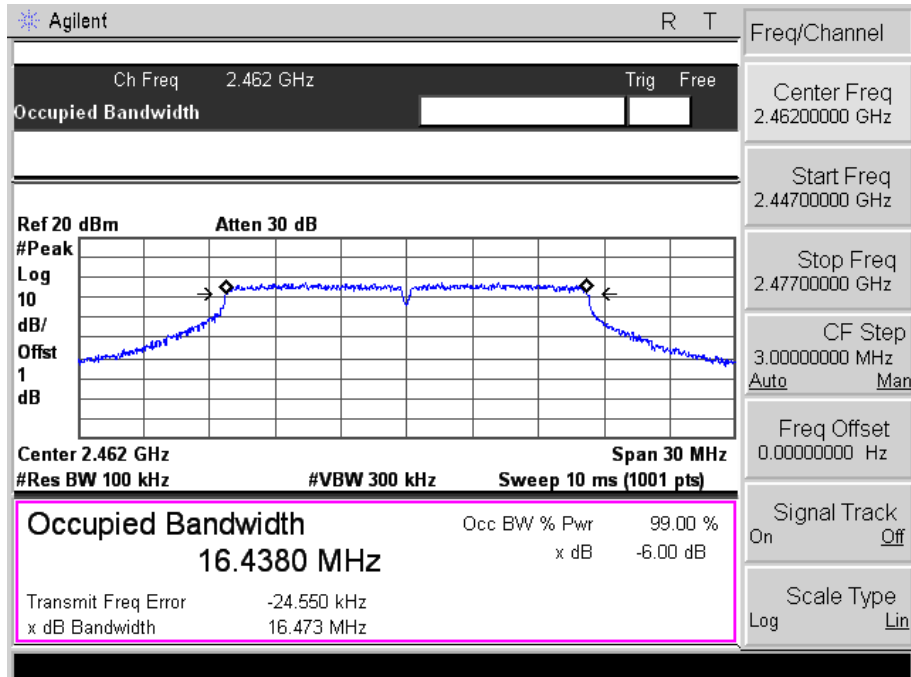 Agilent R T
Ch Freq 2.462 GHz Trig Free
Occupied Bandwidth
Ref 20 dBm Atten 30 dB
#Peak
Log
10
dB/
Offst
1
dB
Center 2.462 GHz Span 30 MHz
#Res BW 100 kHz #VBW 300 kHz Sweep 10 ms (1001 pts)
Occupied Bandwidth Occ BW % Pwr 99.00 %
16.4380 MHz x dB -6.00 dB
Transmit Freq Error -24.550 kHz
x dB Bandwidth 16.473 MHz
Freq/Channel
Center Freq
2.46200000 GHz
Start Freq
2.44700000 GHz
Stop Freq
2.47700000 GHz
CF Step
3.00000000 MHz
Auto Man
Freq Offset
0.00000000 Hz
Signal Track
On Off
Scale Type
Log Lin